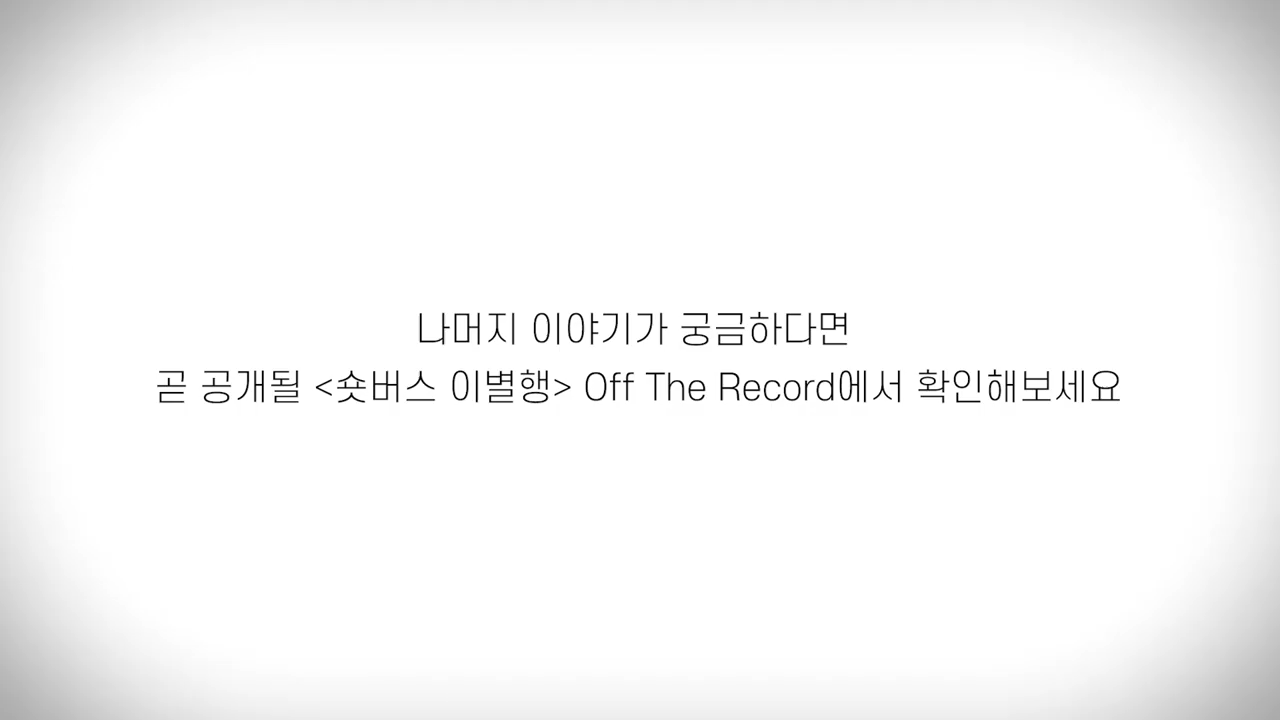 나머지 이야기가 궁금하다면
곧 공개될 <숏버스 이별행> Off The Record에서 확인해보세요